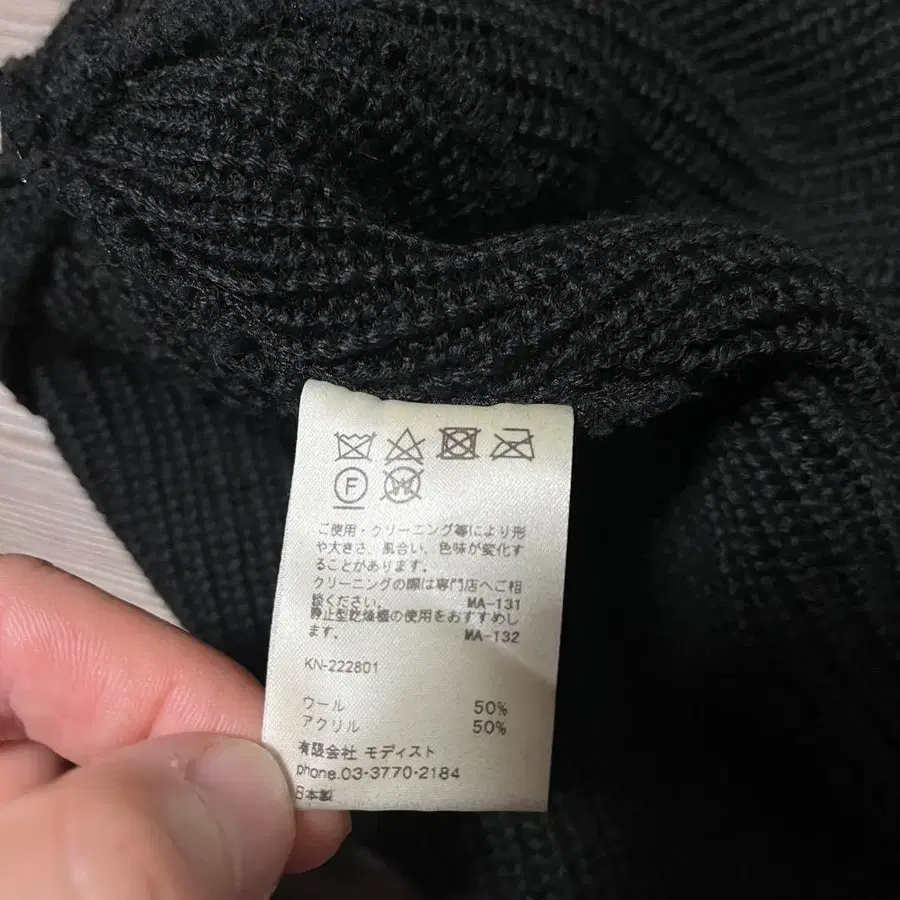 F
W
ご使用・クリーニング等により形
や大きさ、風合い、色味が変化す
ることがあります。
クリーニングの際は専門店へご相
談ください。 MA-131
静止型乾燥機の使用をおすすめし
ます。 MA-132
KN-222801
ウール 50%
アクリル 50%
有限会社 モディスト
phone.03-3770-2184
日本製